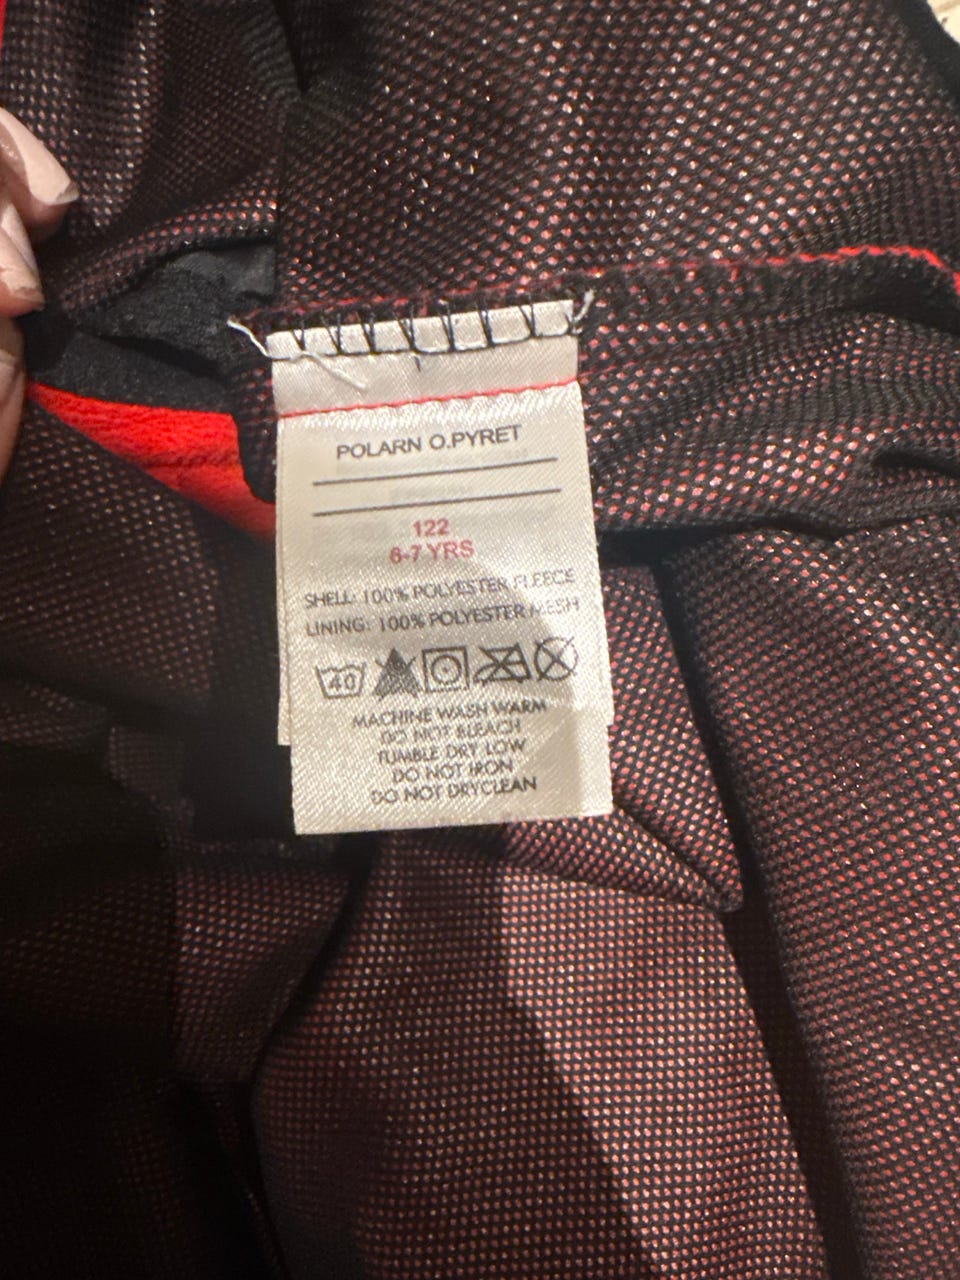 POLARN O.PYRET
122
6-7 YRS
SHELL: 100% POLYESTER FLEECE
LINING: 100% POLYESTER MESH
40
MACHINE WASH WARM
DO NOT BLEACH
TUMBLE DRY LOW
DO NOT IRON
DO NOT DRYCLEAN